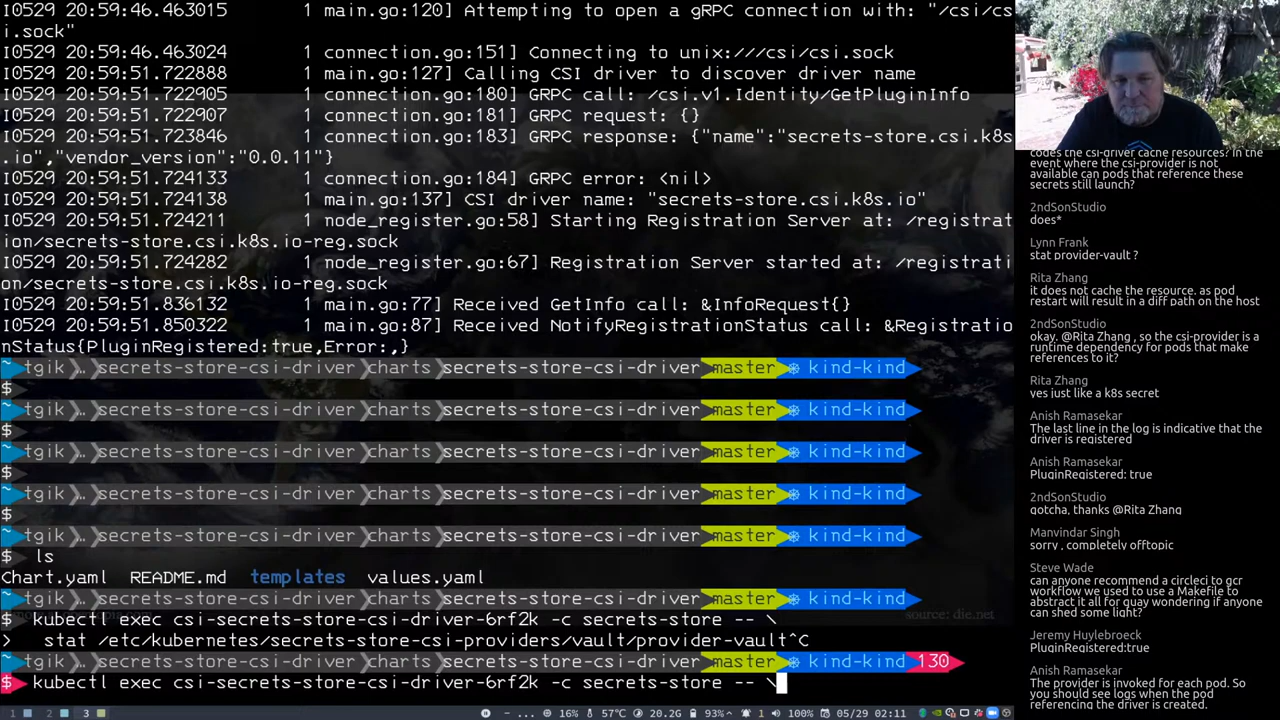 I0529 20:59:46.463015       1 main.go:120] Attempting to open a gRPC connection with: "/csi/cs
i.sock"
I0529 20:59:46.463024       1 connection.go:151] Connecting to unix:///csi/csi.sock
I0529 20:59:51.722888       1 main.go:127] Calling CSI driver to discover driver name
I0529 20:59:51.722905       1 connection.go:180] GRPC call: /csi.v1.Identity/GetPluginInfo
I0529 20:59:51.722907       1 connection.go:181] GRPC request: {}
I0529 20:59:51.723846       1 connection.go:183] GRPC response: {"name":"secrets-store.csi.k8s
.io","vendor_version":"0.0.11"}
I0529 20:59:51.724133       1 connection.go:184] GRPC error: <nil>
I0529 20:59:51.724138       1 main.go:137] CSI driver name: "secrets-store.csi.k8s.io"
I0529 20:59:51.724211       1 node_register.go:58] Starting Registration Server at: /registrat
ion/secrets-store.csi.k8s.io-reg.sock
I0529 20:59:51.724282       1 node_register.go:67] Registration Server started at: /registrati
on/secrets-store.csi.k8s.io-reg.sock
I0529 20:59:51.836132       1 main.go:77] Received GetInfo call: &InfoRequest{}
I0529 20:59:51.850322       1 main.go:87] Received NotifyRegistrationStatus call: &Registratio
nStatus{PluginRegistered:true,Error:,}
~ tgik .. secrets-store-csi-driver charts secrets-store-csi-driver master ⎈ kind-kind
$
~ tgik .. secrets-store-csi-driver charts secrets-store-csi-driver master ⎈ kind-kind
$
~ tgik .. secrets-store-csi-driver charts secrets-store-csi-driver master ⎈ kind-kind
$
~ tgik .. secrets-store-csi-driver charts secrets-store-csi-driver master ⎈ kind-kind
$
~ tgik .. secrets-store-csi-driver charts secrets-store-csi-driver master ⎈ kind-kind
$ ls
Chart.yaml  README.md  templates  values.yaml
~ tgik .. secrets-store-csi-driver charts secrets-store-csi-driver master ⎈ kind-kind
source: die.net
$ kubectl exec csi-secrets-store-csi-driver-6rf2k -c secrets-store -- \
>   stat /etc/kubernetes/secrets-store-csi-providers/vault/provider-vault^C
~ tgik .. secrets-store-csi-driver charts secrets-store-csi-driver master ⎈ kind-kind 130
$ kubectl exec csi-secrets-store-csi-driver-6rf2k -c secrets-store -- \
1 2 3
- ... 16% 57°C 20.2G 93% 1 100% 05/29 02:11
codes the csi-driver cache resources? In the
event where the csi-provider is not
available can pods that reference these
secrets still launch?
2ndSonStudio
does*
Lynn Frank
stat provider-vault ?
Rita Zhang
it does not cache the resource. as pod
restart will result in a diff path on the host
2ndSonStudio
okay. @Rita Zhang , so the csi-provider is a
runtime dependency for pods that make
references to it?
Rita Zhang
yes just like a k8s secret
Anish Ramasekar
The last line in the log is indicative that the
driver is registered
Anish Ramasekar
PluginRegistered: true
2ndSonStudio
gotcha, thanks @Rita Zhang
Manvindar Singh
sorry , completely offtopic
Steve Wade
can anyone recommend a circleci to gcr
workflow we used to use a Makefile to
abstract it all for quay wondering if anyone
can shed some light?
Jeremy Huylebroeck
PluginRegistered:true
Anish Ramasekar
The provider is invoked for each pod. So
you should see logs when the pod
referencing the driver is created.